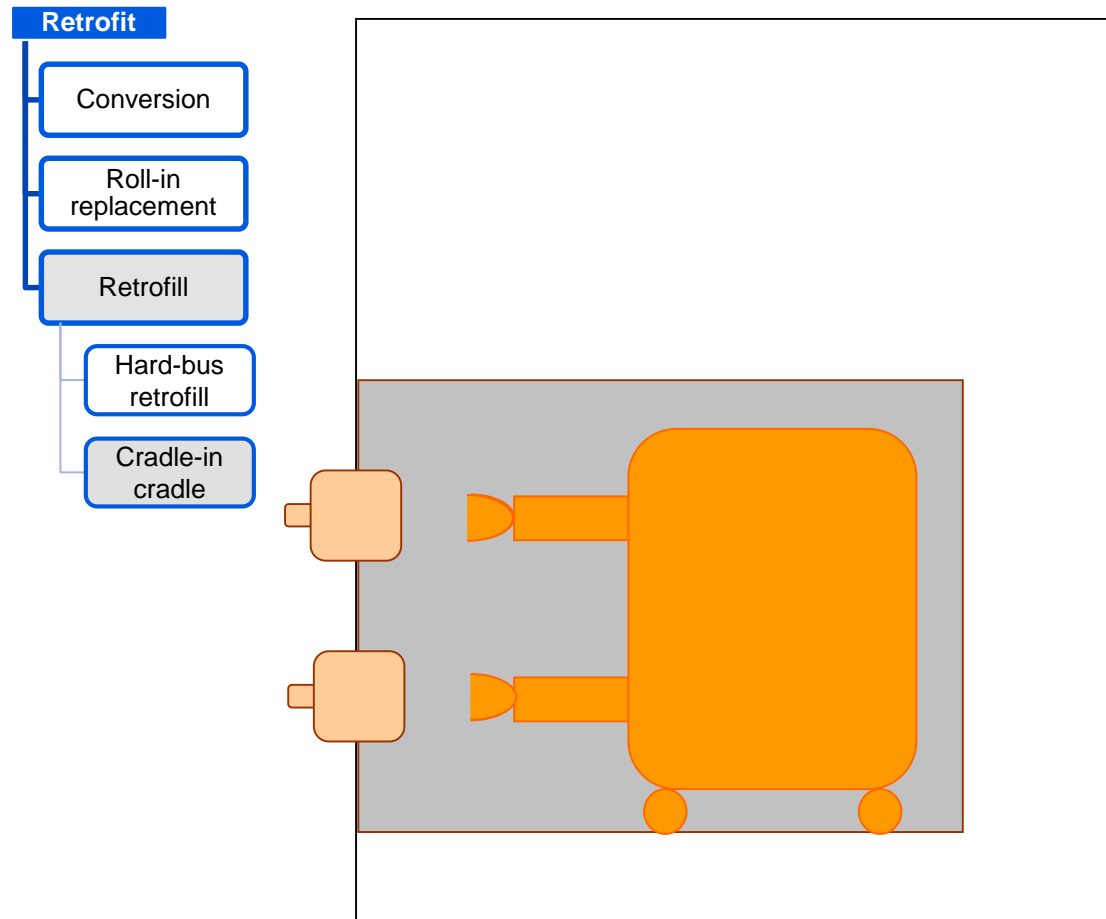 Retrofit
Conversion
Roll-in
replacement
Retrofill
Hard-bus
retrofill
Cradle-in
cradle